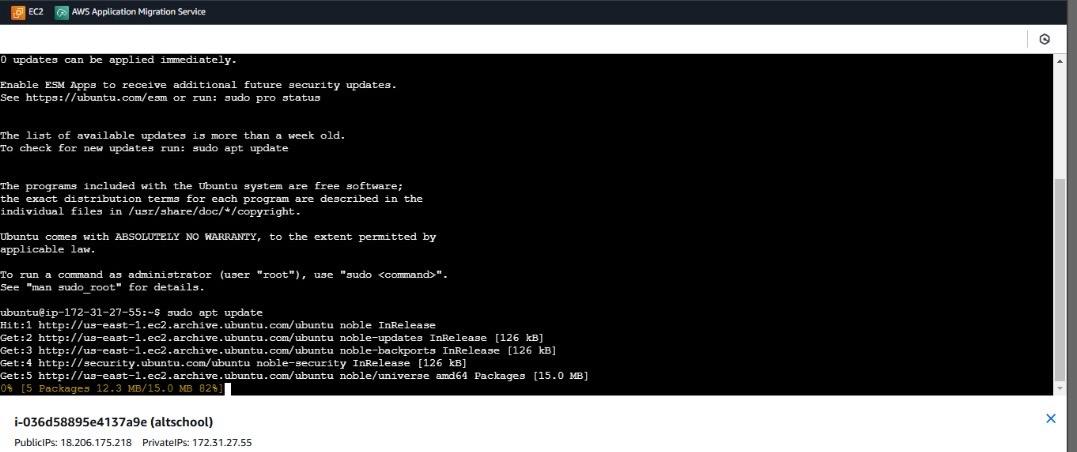 EC2 AWS Application Migration Service
0 updates can be applied immediately.
Enable ESM Apps to receive additional future security updates.
See https://ubuntu.com/esm or run: sudo pro status
The list of available updates is more than a week old.
To check for new updates run: sudo apt update
The programs included with the Ubuntu system are free software;
the exact distribution terms for each program are described in the
individual files in /usr/share/doc/*/copyright.
Ubuntu comes with ABSOLUTELY NO WARRANTY, to the extent permitted by
applicable law.
To run a command as administrator (user "root"), use "sudo <command>".
See "man sudo_root" for details.
ubuntu@ip-172-31-27-55:~$ sudo apt update
Hit:1 http://us-east-1.ec2.archive.ubuntu.com/ubuntu noble InRelease
Get:2 http://us-east-1.ec2.archive.ubuntu.com/ubuntu noble-updates InRelease [126 kB]
Get:3 http://us-east-1.ec2.archive.ubuntu.com/ubuntu noble-backports InRelease [126 kB]
Get:4 http://security.ubuntu.com/ubuntu noble-security InRelease [126 kB]
Get:5 http://us-east-1.ec2.archive.ubuntu.com/ubuntu noble/universe amd64 Packages [15.0 MB]
0% [5 Packages 12.3 MB/15.0 MB 82%]
i-036d58895e4137a9e (altschool)
PublicIPs: 18.206.175.218 PrivateIPs: 172.31.27.55